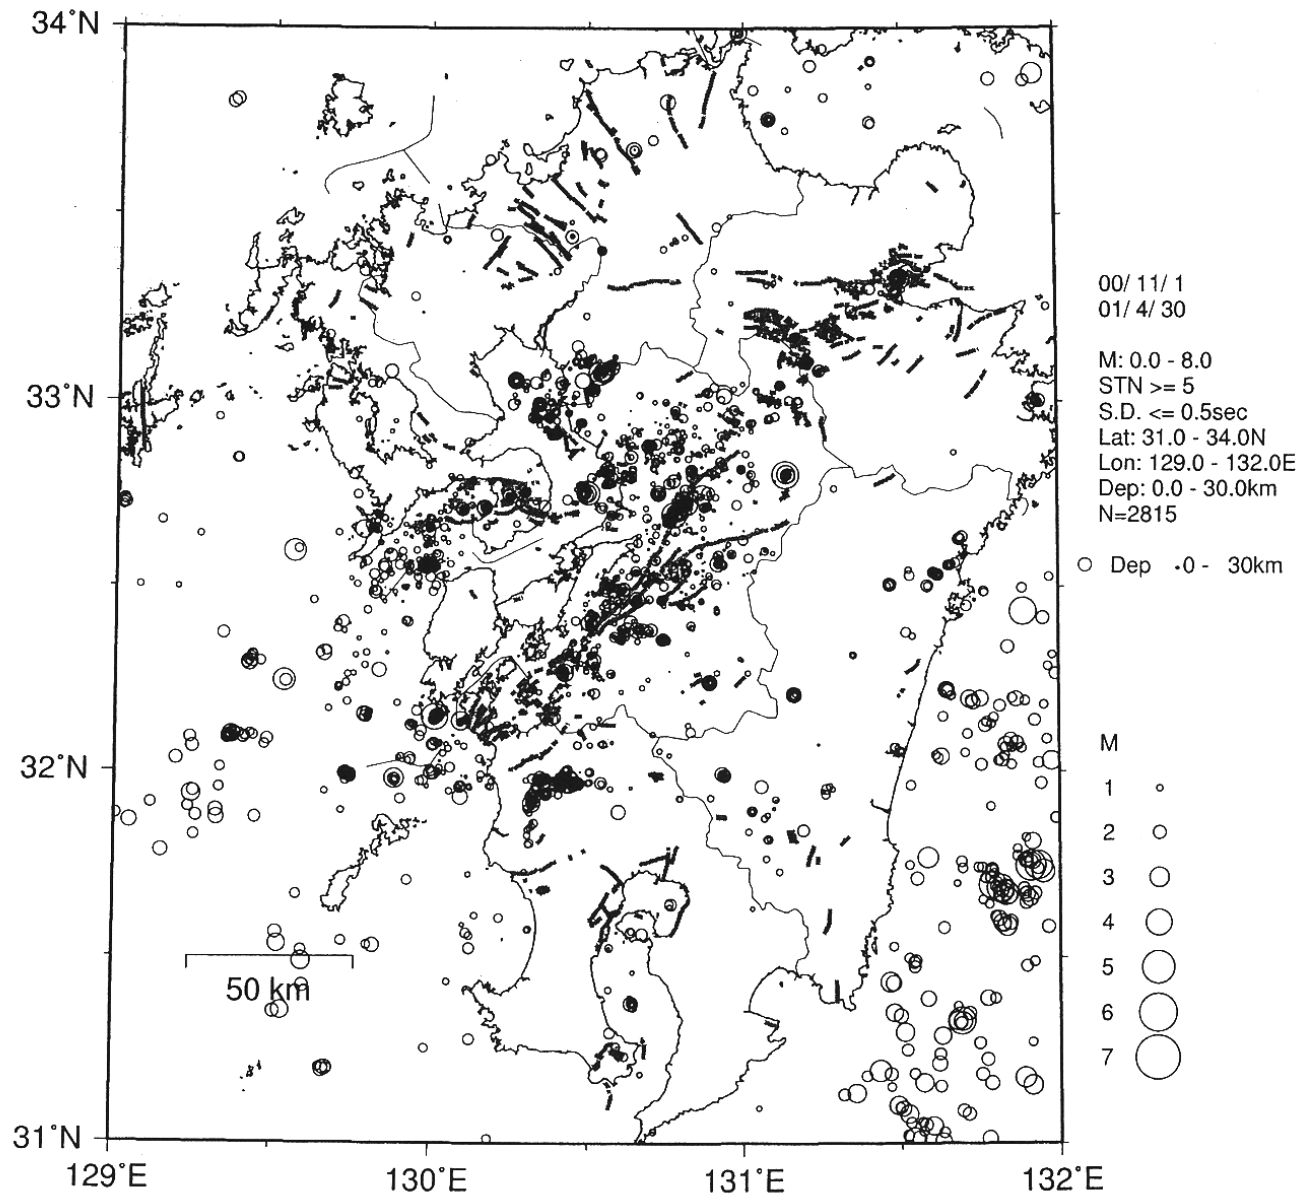 34°N
33°N
32°N
31°N
129°E
130°E
131°E
132°E
50 km
00/ 11/ 1
01/ 4/ 30
M: 0.0 - 8.0
STN >= 5
S.D. <= 0.5sec
Lat: 31.0 - 34.0N
Lon: 129.0 - 132.0E
Dep: 0.0 - 30.0km
N=2815
Dep .0 - 30km
M
1
2
3
4
5
6
7